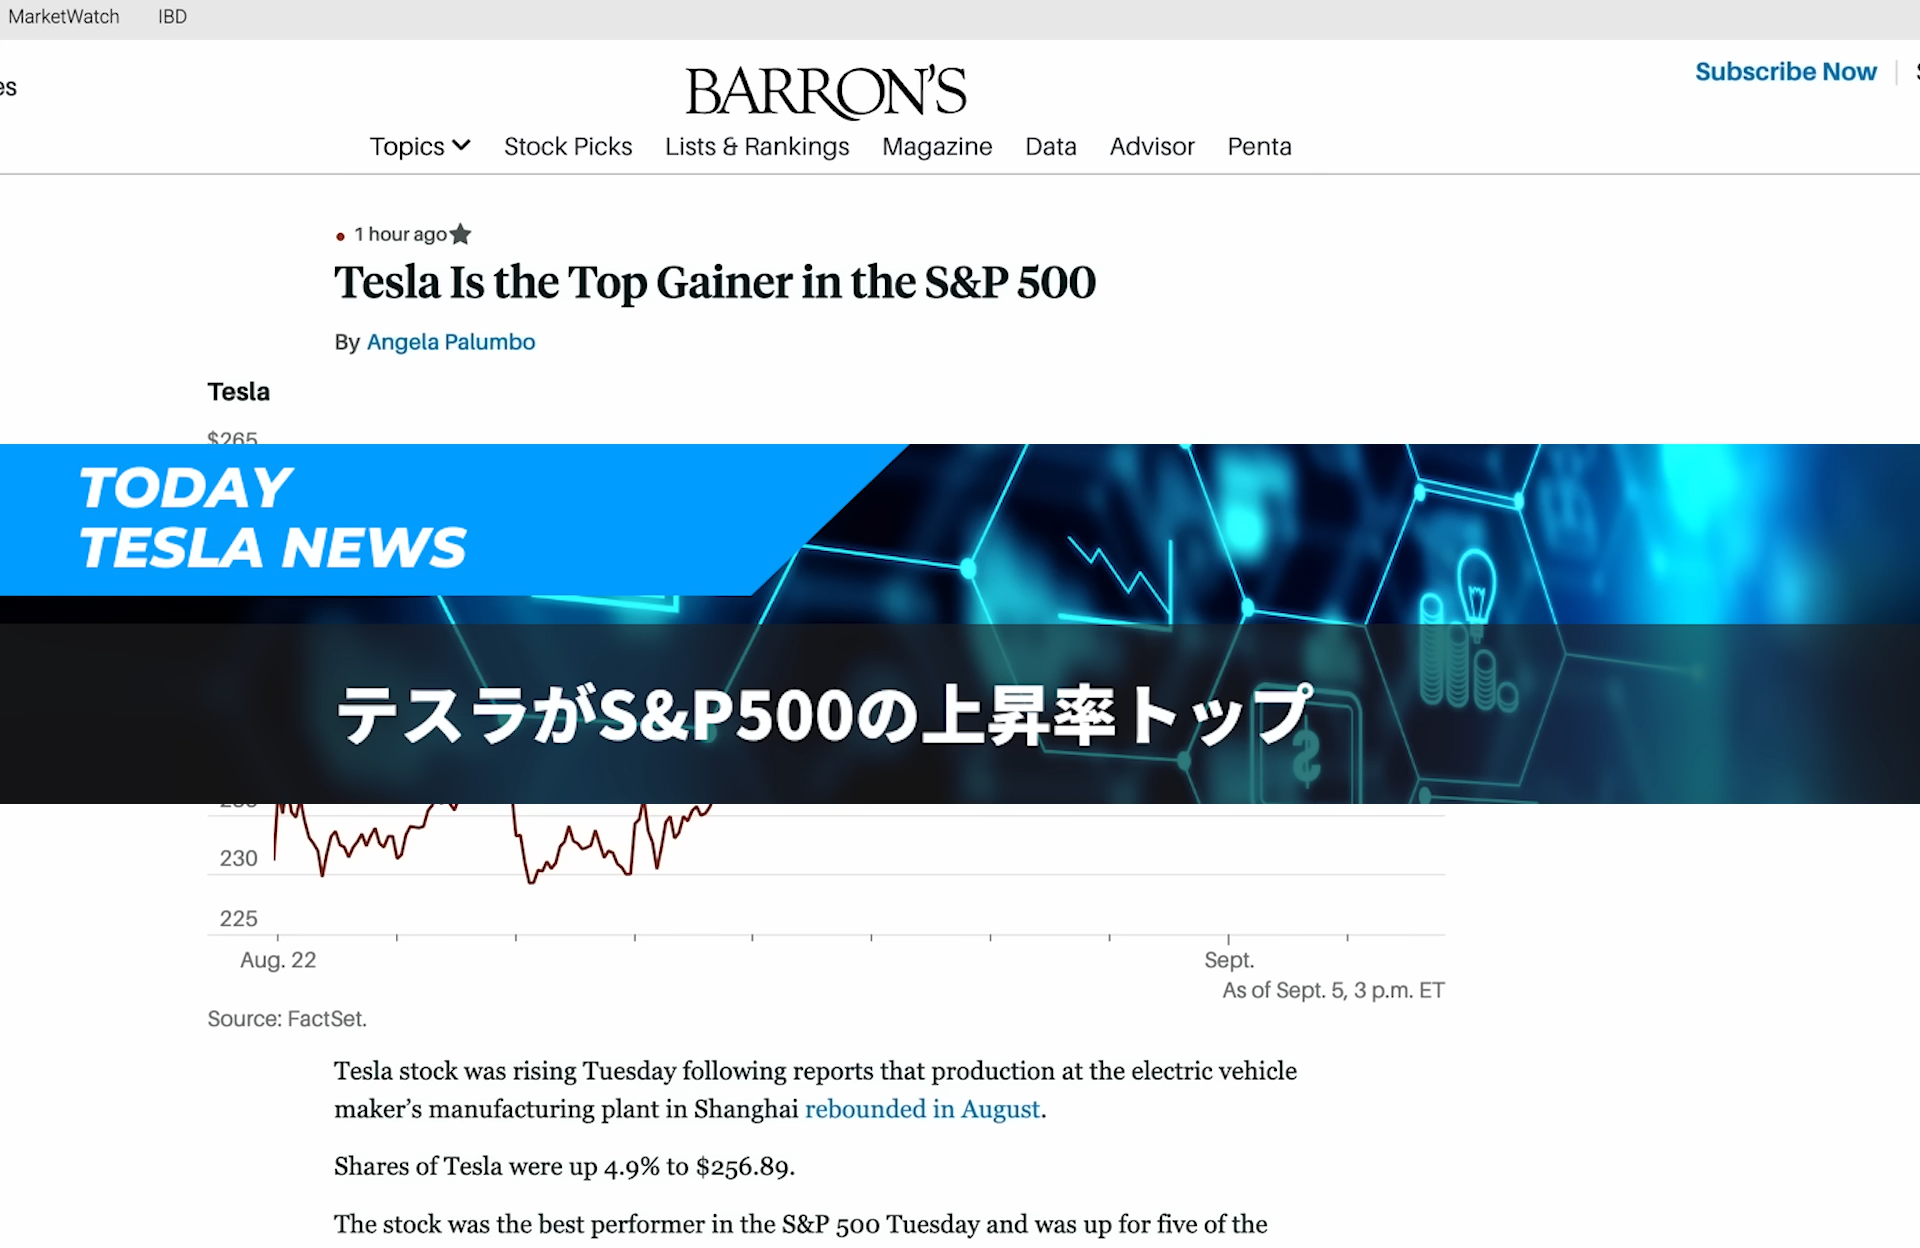 MarketWatch IBD
es
BARRON'S
Subscribe Now
Topics Stock Picks Lists & Rankings Magazine Data Advisor Penta
1 hour ago
Tesla Is the Top Gainer in the S&P 500
By Angela Palumbo
Tesla
$265
TODAY
TESLA NEWS
テスラがS&P500の上昇率トップ
230
225
Aug. 22 Sept.
As of Sept. 5, 3 p.m. ET
Source: FactSet.
Tesla stock was rising Tuesday following reports that production at the electric vehicle
maker’s manufacturing plant in Shanghai rebounded in August.
Shares of Tesla were up 4.9% to $256.89.
The stock was the best performer in the S&P 500 Tuesday and was up for five of the